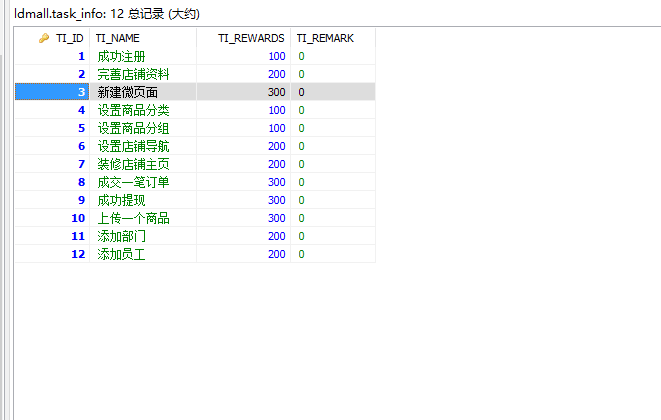 ldmall.task_info: 12 总记录 (大约)
TI_ID TI_NAME TI_REWARDS TI_REMARK
1 成功注册 100 0
2 完善店铺资料 200 0
3 新建微页面 300 0
4 设置商品分类 100 0
5 设置商品分组 100 0
6 设置店铺导航 200 0
7 装修店铺主页 200 0
8 成交一笔订单 300 0
9 成功提现 300 0
10 上传一个商品 300 0
11 添加部门 200 0
12 添加员工 200 0